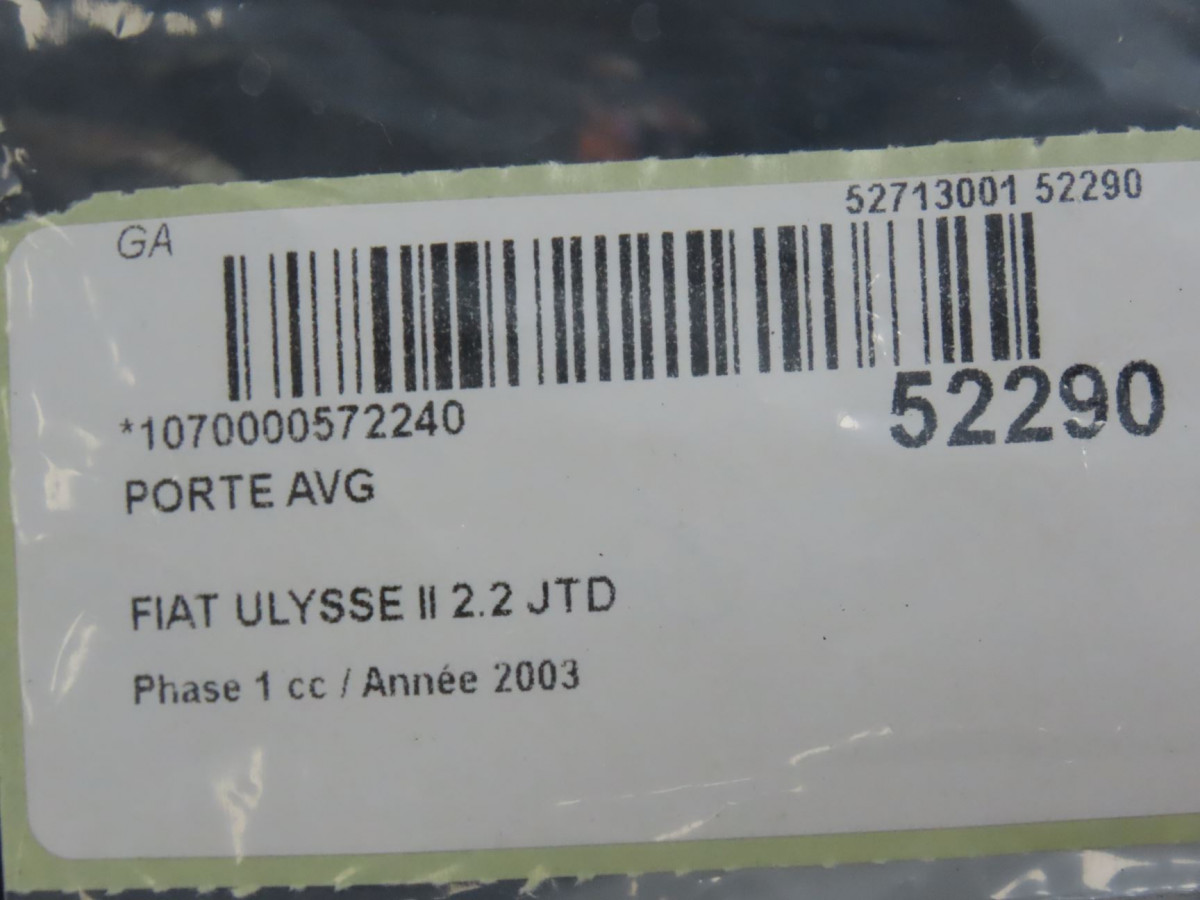 GA
52713001 52290
*1070000572240
52290
PORTE AVG
FIAT ULYSSE II 2.2 JTD
Phase 1 cc / Année 2003